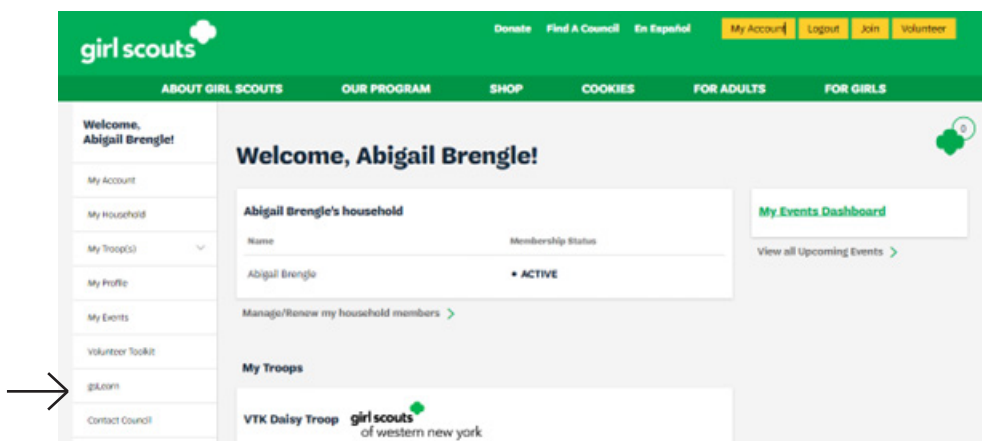 girl scouts
Donate Find A Council En Español My Account Logout Join Volunteer
ABOUT GIRL SCOUTS OUR PROGRAM SHOP COOKIES FOR ADULTS FOR GIRLS
Welcome,
Abigail Brengle!
My Account
My Household
My Troop(s)
My Profile
My Events
Volunteer Toolkit
gsLearn
Contact Council
Welcome, Abigail Brengle!
0
Abigail Brengle's household
Name Membership Status
Abigail Brengle • ACTIVE
Manage/Renew my household members >
My Events Dashboard
View all Upcoming Events >
My Troops
VTK Daisy Troop girl scouts
of western new york